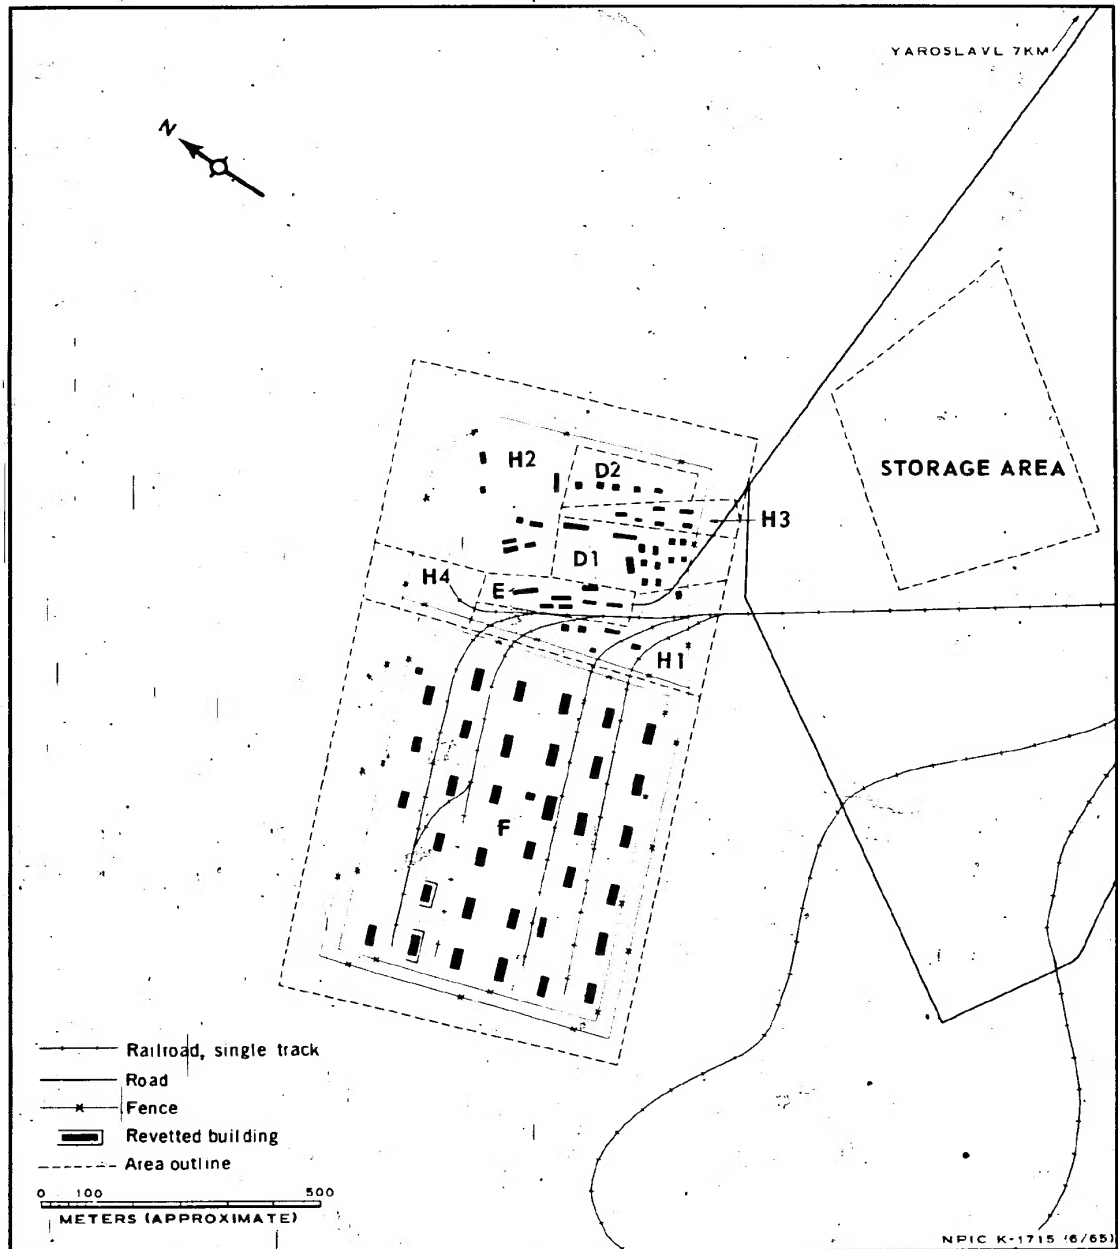 YAROSLAVL 7KM
N
STORAGE AREA
H2
D2
H3
D1
H4
E
H1
F
Railroad, single track
Road
Fence
Revetted building
Area outline
0 100 500
METERS (APPROXIMATE)
NPIC K-1715 (6/65)